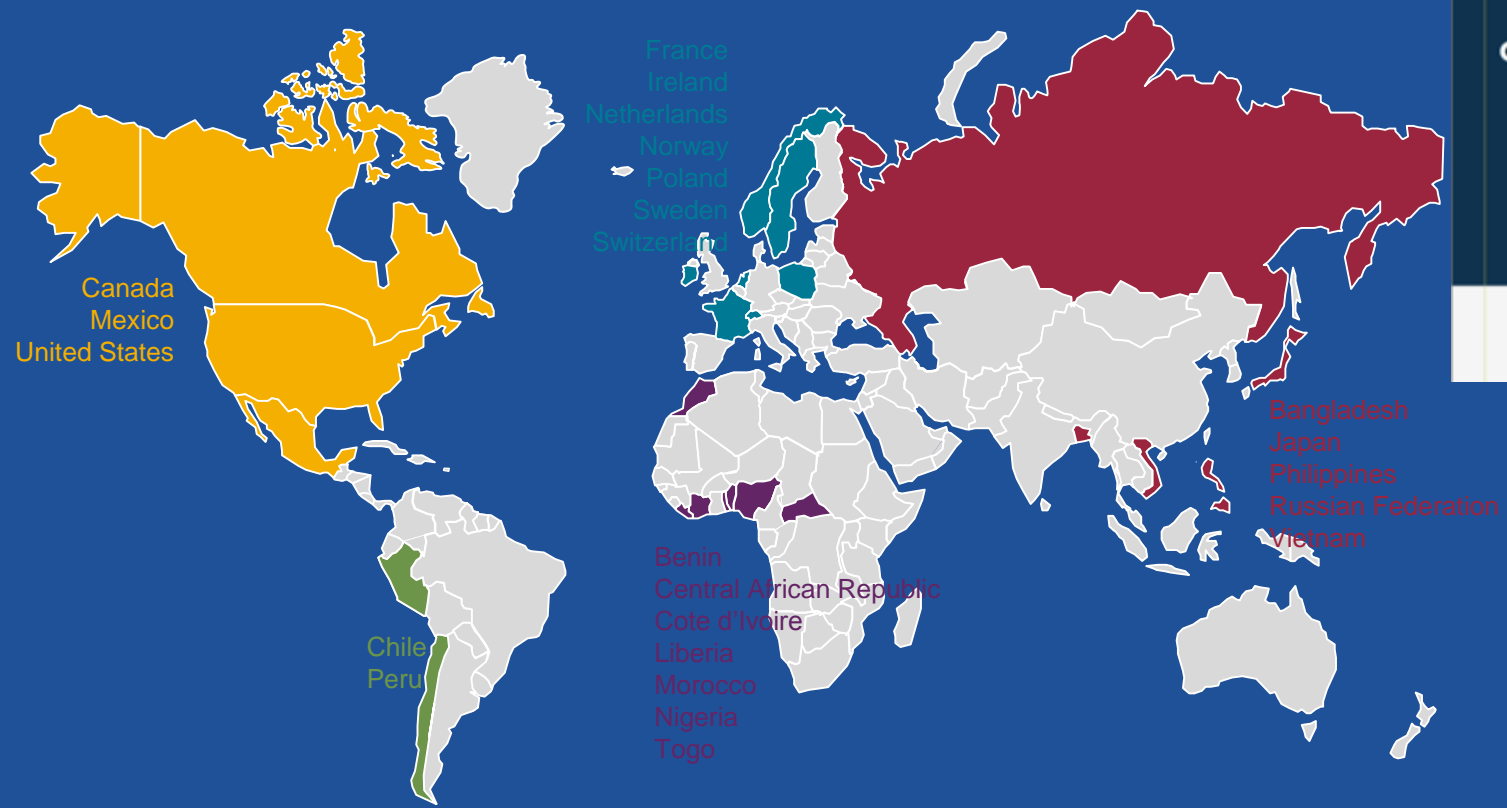 France
Ireland
Netherlands
Norway
Poland
Sweden
Switzerland
Canada
Mexico
United States
Bangladesh
Japan
Philippines
Russian Federation
Vietnam
Benin
Central African Republic
Cote d'Ivoire
Liberia
Morocco
Nigeria
Togo
Chile
Peru